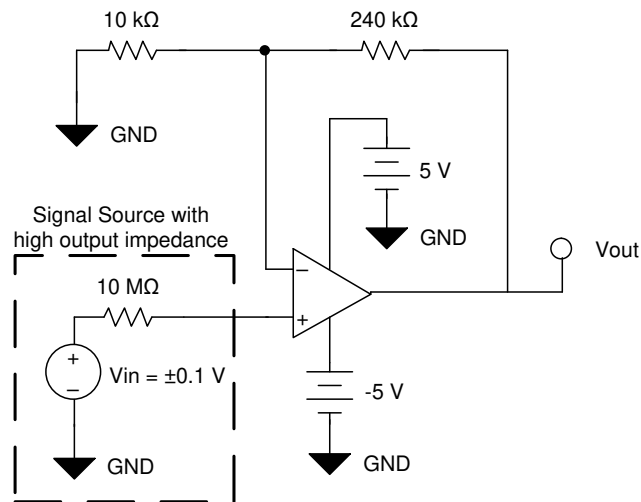 10 kΩ
240 kΩ
GND
5 V
GND
Signal Source with
high output impedance
Vout
10 MΩ
−
+
+
−
Vin = ±0.1 V
-5 V
GND
GND